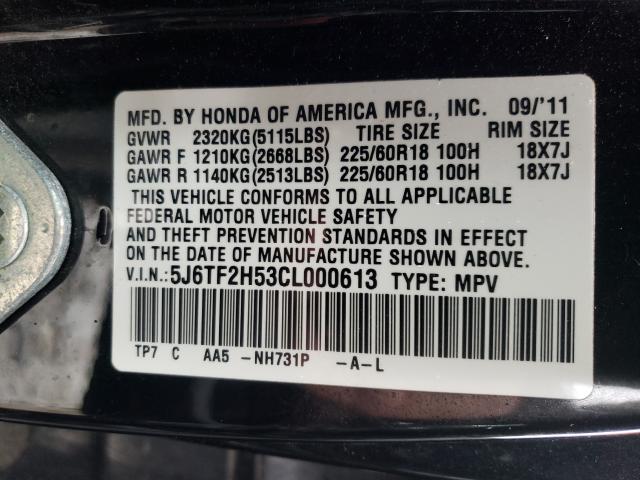 MFD. BY HONDA OF AMERICA MFG., INC. 09/'11
GVWR 2320KG(5115LBS) TIRE SIZE RIM SIZE
GAWR F 1210KG(2668LBS) 225/60R18 100H 18X7J
GAWR R 1140KG(2513LBS) 225/60R18 100H 18X7J
THIS VEHICLE CONFORMS TO ALL APPLICABLE
FEDERAL MOTOR VEHICLE SAFETY
AND THEFT PREVENTION STANDARDS IN EFFECT
ON THE DATE OF MANUFACTURE SHOWN ABOVE.
V.I.N.:5J6TF2H53CL000613 TYPE: MPV
TP7 C AA5 -NH731P -A-L